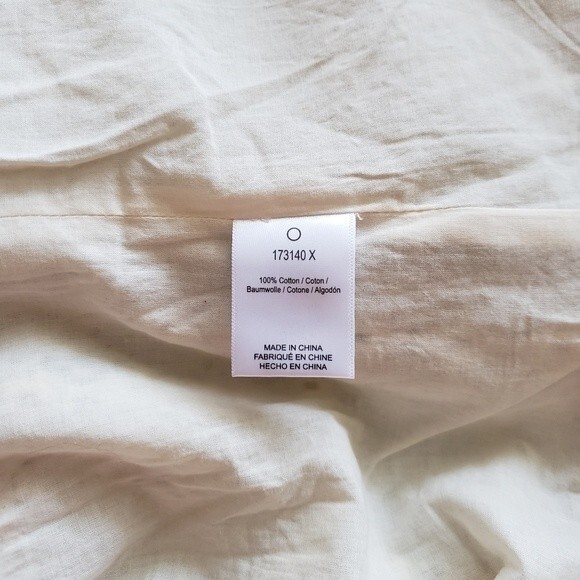 173140 X
100% Cotton / Coton /
Baumwolle / Cotone / Algodón
MADE IN CHINA
FABRIQUÉ EN CHINE
HECHO EN CHINA